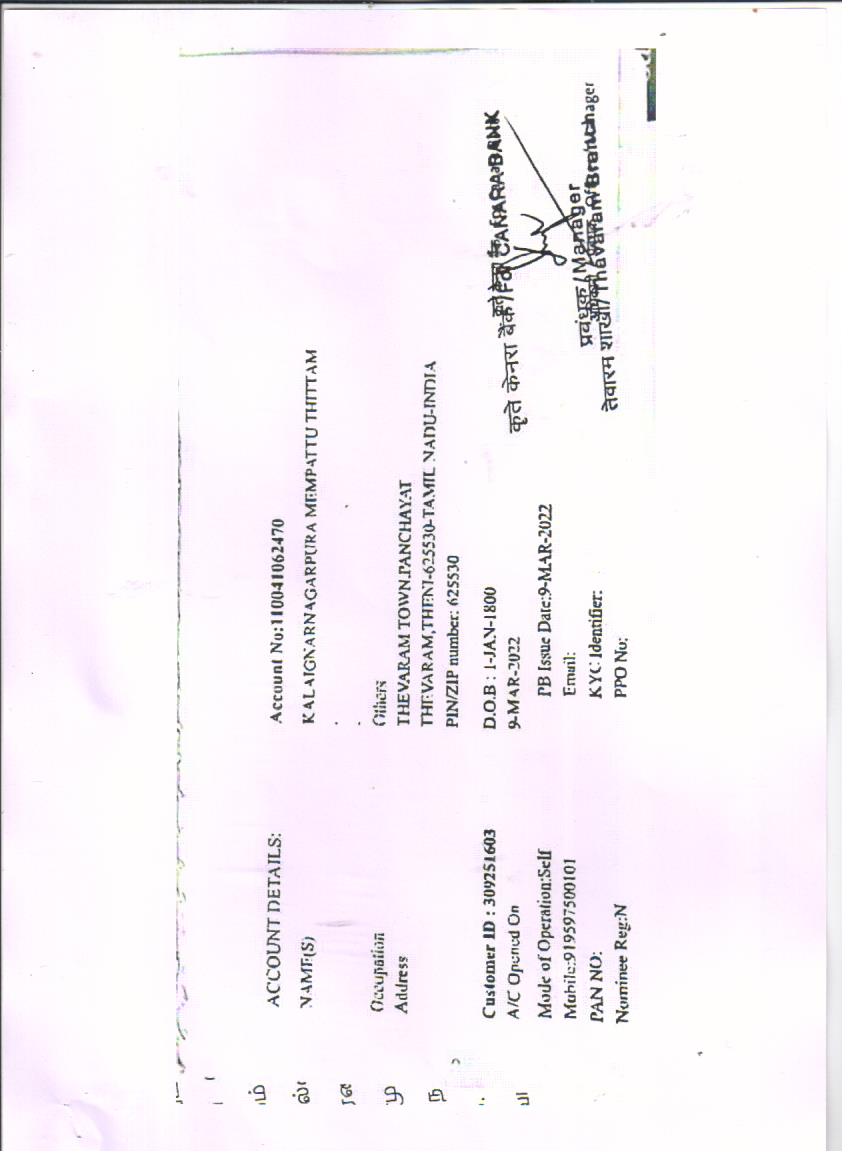 ACCOUNT DETAILS: Account No:110041062470
NAME(S) KALAIGNARNAGARPURA MEMPATTU THITTAM
.
.
Occupation Others
Address THEVARAM TOWN.PANCHAYAT
THEVARAM,THENI-625530-TAMIL NADU-INDIA
PIN/ZIP number: 625530
Customer ID : 309251603 D.O.B : 1-JAN-1800
A/C Opened On 9-MAR-2022
Mode of Operation:Self PB Issue Date:9-MAR-2022
Mobile:919597500101 Email:
PAN NO: KYC Identifier:
Nominee Reg:N PPO No:
कृते केनरा बैंक/For CANARA BANK
प्रबंधक/Manager
तेवारम शाखा/Thevaram Branch
ம்
ல்
ழ
ந